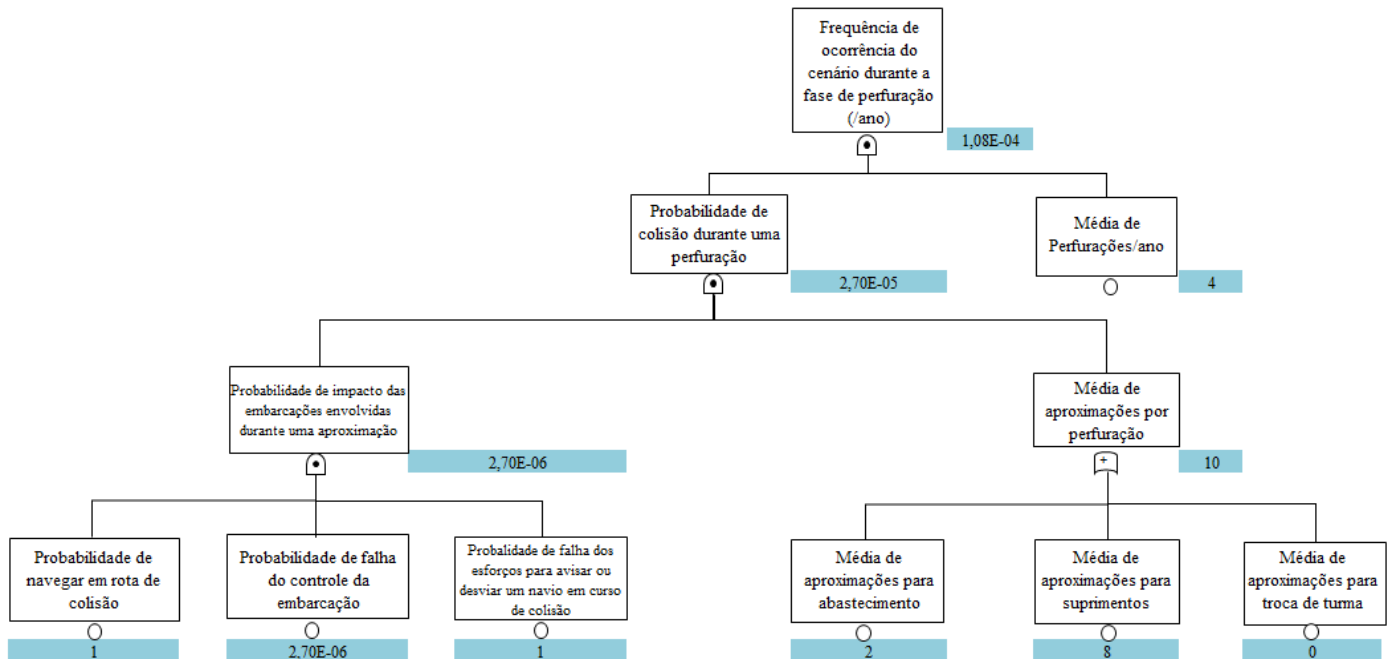 Frequência de
ocorrência do
cenário durante a
fase de perfuração
(/ano)
1,08E-04
Probabilidade de
colisão durante uma
perfuração
2,70E-05
Média de
Perfurações/ano
4
Probabilidade de impacto das
embarcações envolvidas
durante uma aproximação
2,70E-06
Média de
aproximações por
perfuração
+
10
Probabilidade de
navegar em rota de
colisão
1
Probabilidade de falha
do controle da
embarcação
2,70E-06
Probalidade de falha dos
esforços para avisar ou
desviar um navio em curso
de colisão
1
Média de
aproximações para
abastecimento
2
Média de
aproximações para
suprimentos
8
Média de
aproximações para
troca de turma
0